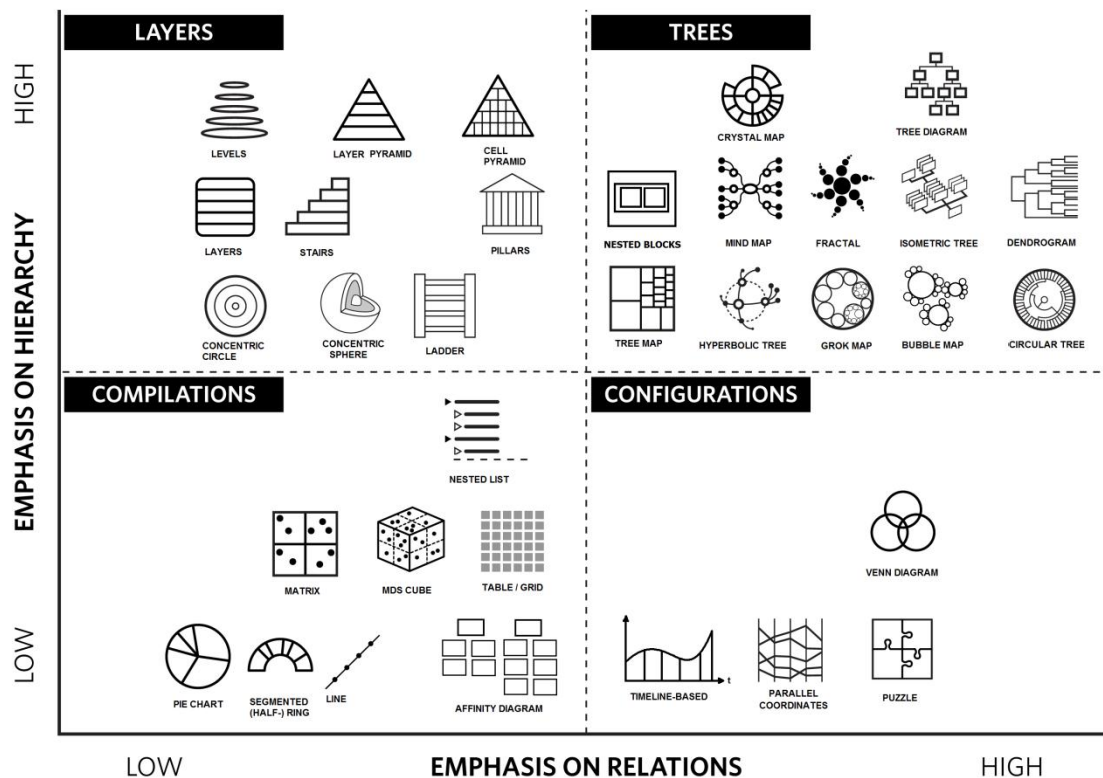 LAYERS
TREES
HIGH
LEVELS
LAYER PYRAMID
CELL
PYRAMID
CRYSTAL MAP
TREE DIAGRAM
LAYERS
STAIRS
PILLARS
NESTED BLOCKS
MIND MAP
FRACTAL
ISOMETRIC TREE
DENDROGRAM
CONCENTRIC
CIRCLE
CONCENTRIC
SPHERE
LADDER
TREE MAP
HYPERBOLIC TREE
GROK MAP
BUBBLE MAP
CIRCULAR TREE
EMPHASIS ON HIERARCHY
COMPILATIONS
CONFIGURATIONS
NESTED LIST
MATRIX
MDS CUBE
TABLE / GRID
VENN DIAGRAM
LOW
PIE CHART
SEGMENTED
(HALF-) RING
LINE
AFFINITY DIAGRAM
t
TIMELINE-BASED
PARALLEL
COORDINATES
PUZZLE
LOW
EMPHASIS ON RELATIONS
HIGH